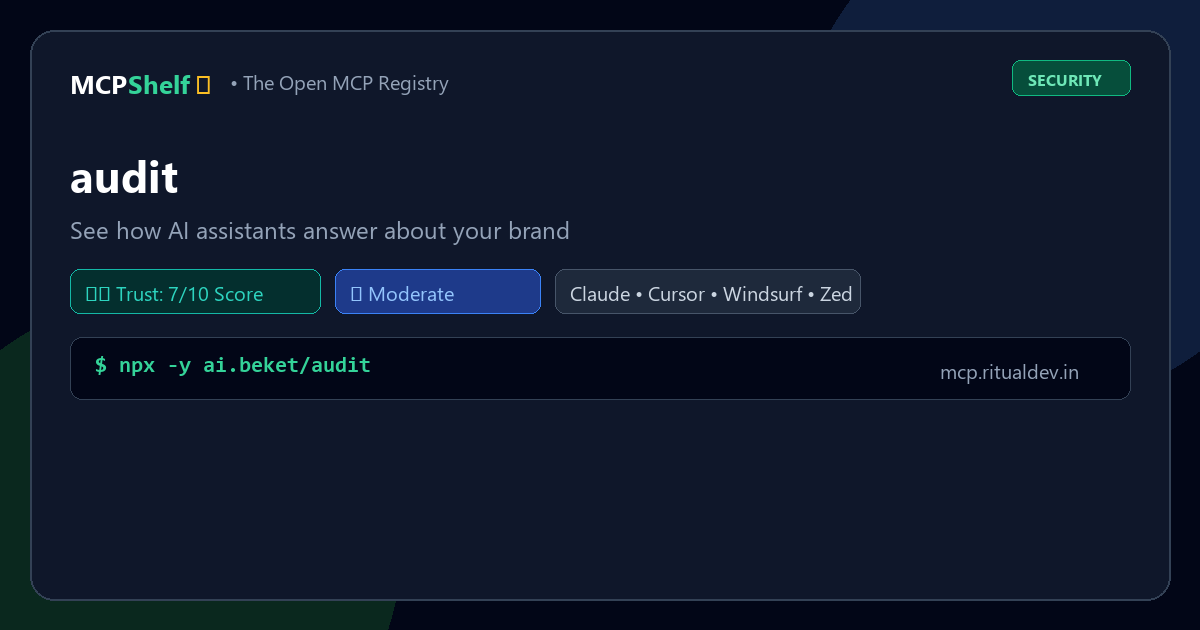 MCPShelf • The Open MCP Registry
SECURITY
audit
See how AI assistants answer about your brand
Trust: 7/10 Score
Moderate
Claude • Cursor • Windsurf • Zed
$ npx -y ai.beket/audit
mcp.ritualdev.in